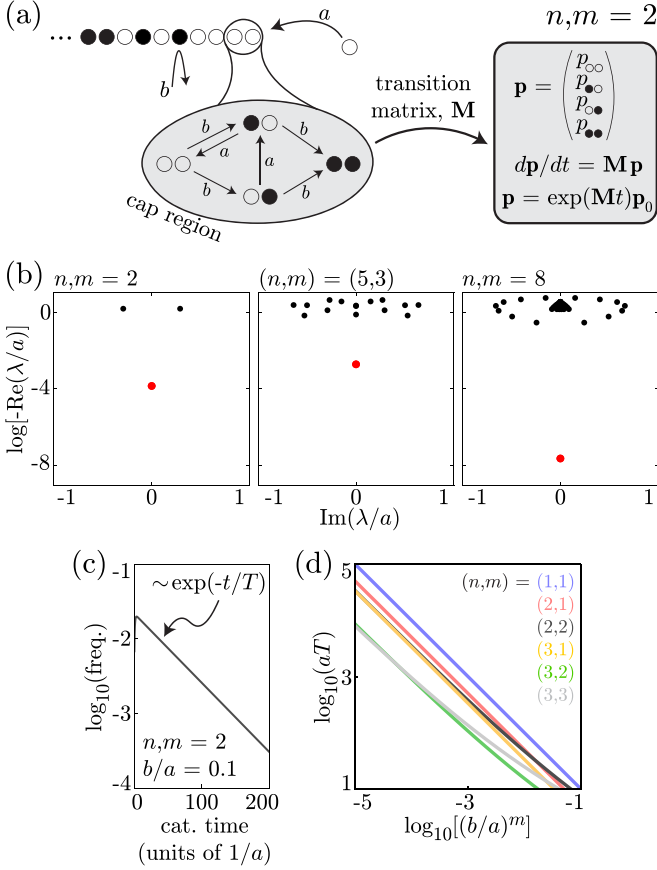 (a)
n,m = 2
a
...
b
transition
matrix, M
p = ( p○○ p●○ p○● p●● )
dp/dt = M p
p = exp(Mt)p0
b
a
b
a
b
b
cap region
(b)
n,m = 2
(n,m) = (5,3)
n,m = 8
log[-Re(λ/a)]
0
-4
-8
-1 0 1
-1 0 1
-1 0 1
Im(λ/a)
(c)
log10(freq.)
-1
-2
-3
-4
~exp(-t/T)
n,m = 2
b/a = 0.1
0 100 200
cat. time
(units of 1/a)
(d)
log10(aT)
5
3
1
(n,m) = (1,1)
(2,1)
(2,2)
(3,1)
(3,2)
(3,3)
-5 -3 -1
log10[(b/a)^m]